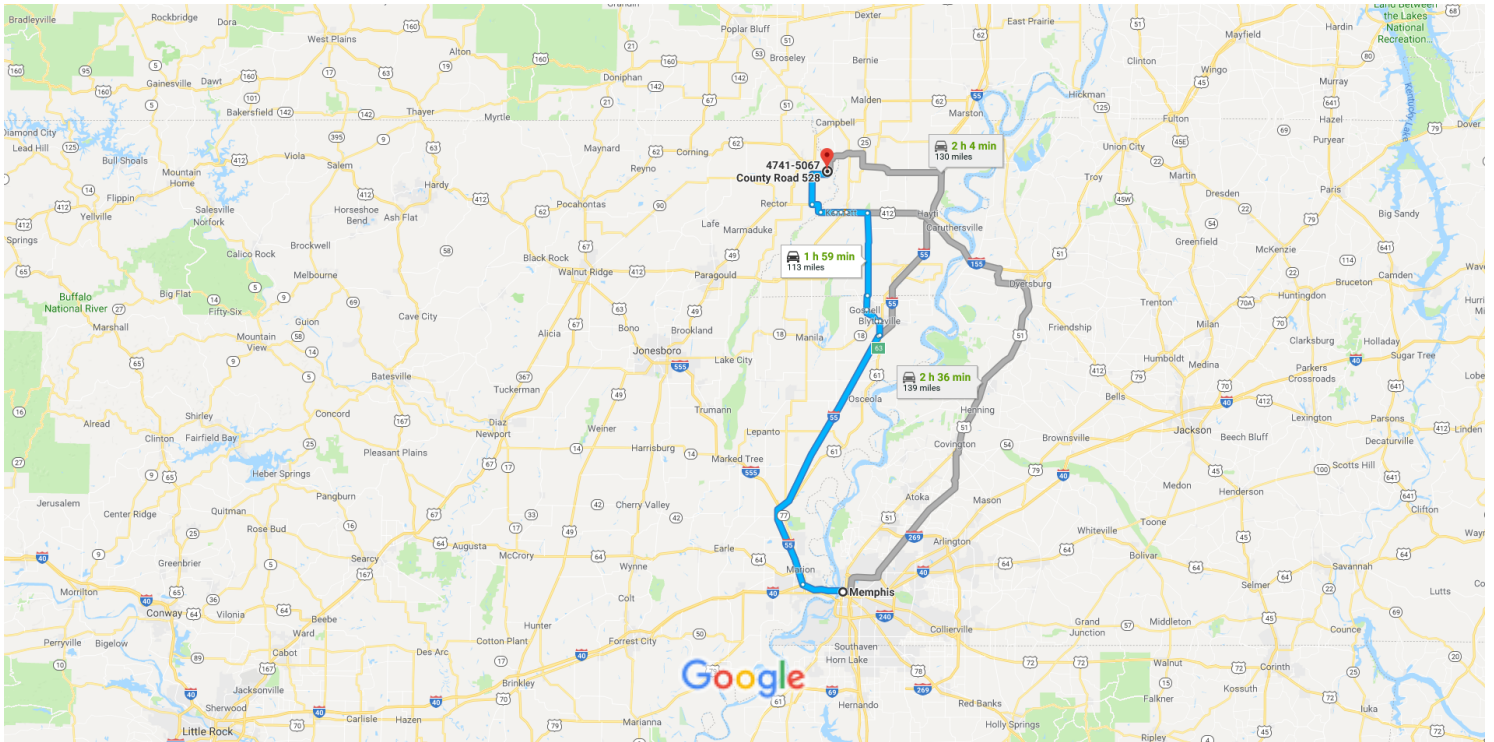 Bradleyville
Rockbridge
Dora
West Plains
Alton
Poplar Bluff
Dexter
East Prairie
Mayfield
Hardin
Land Between
the Lakes
National
Recreation...
Gainesville
Dawt
Bakersfield
Thayer
Myrtle
Doniphan
Broseley
Bernie
Malden
Marston
Hickman
Clinton
Wingo
Murray
Hazel
Puryear
Dover
Kentucky Lake
Diamond City
Lead Hill
Bull Shoals
Mountain
Home
Viola
Salem
Maynard
Corning
Reyno
Campbell
4741-5067
County Road 528
2 h 4 min
130 miles
Fulton
Union City
Troy
Martin
Dresden
Paris
Big Sandy
Flippin
Yellville
Salesville
Norfork
Horseshoe
Bend
Ash Flat
Hardy
Pocahontas
Rector
Lafe
Marmaduke
Hayti
Caruthersville
Greenfield
McKenzie
Springs
Calico Rock
Brockwell
Melbourne
Black Rock
Walnut Ridge
Paragould
1 h 59 min
113 miles
Dyersburg
Camden
Huntingdon
Bruceton
Trenton
Buffalo
National River
Big Flat
Fifty-Six
Marshall
Guion
Mountain
View
Cave City
Alicia
Bono
Brookland
Jonesboro
Lake City
Manila
Gosnell
Blytheville
Friendship
Milan
Humboldt
Medina
Clarksburg
Holladay
Sugar Tree
Parkers
Crossroads
Batesville
Tuckerman
Trumann
Osceola
2 h 36 min
139 miles
Henning
Bells
Lexington
Parsons
Alread
Shirley
Clinton
Fairfield Bay
Concord
Pleasant Plains
Heber Springs
Diaz
Newport
Weiner
Harrisburg
Lepanto
Marked Tree
Covington
Brownsville
Jackson
Beech Bluff
Decaturville
Linden
Scotts Hill
Jerusalem
Center Ridge
Quitman
Pangburn
Rose Bud
Cherry Valley
Atoka
Mason
Medon
Henderson
Toone
Whiteville
Clifton
Greenbrier
Searcy
Augusta
McCrory
Wynne
Earle
Marion
Arlington
Bolivar
Selmer
Savannah
Morrilton
Conway
Vilonia
Beebe
Colt
Memphis
Lutts
Perryville
Bigelow
Ward
Cabot
Hunter
Cotton Plant
Des Arc
Forrest City
Collierville
Grand
Junction
Middleton
Counce
Southaven
Horn Lake
Jacksonville
Sherwood
Little Rock
Carlisle
Hazen
Brinkley
Marianna
Google
Hernando
Red Banks
Holly Springs
Walnut
Falkner
Ripley
Corinth
Kossuth
Iuka